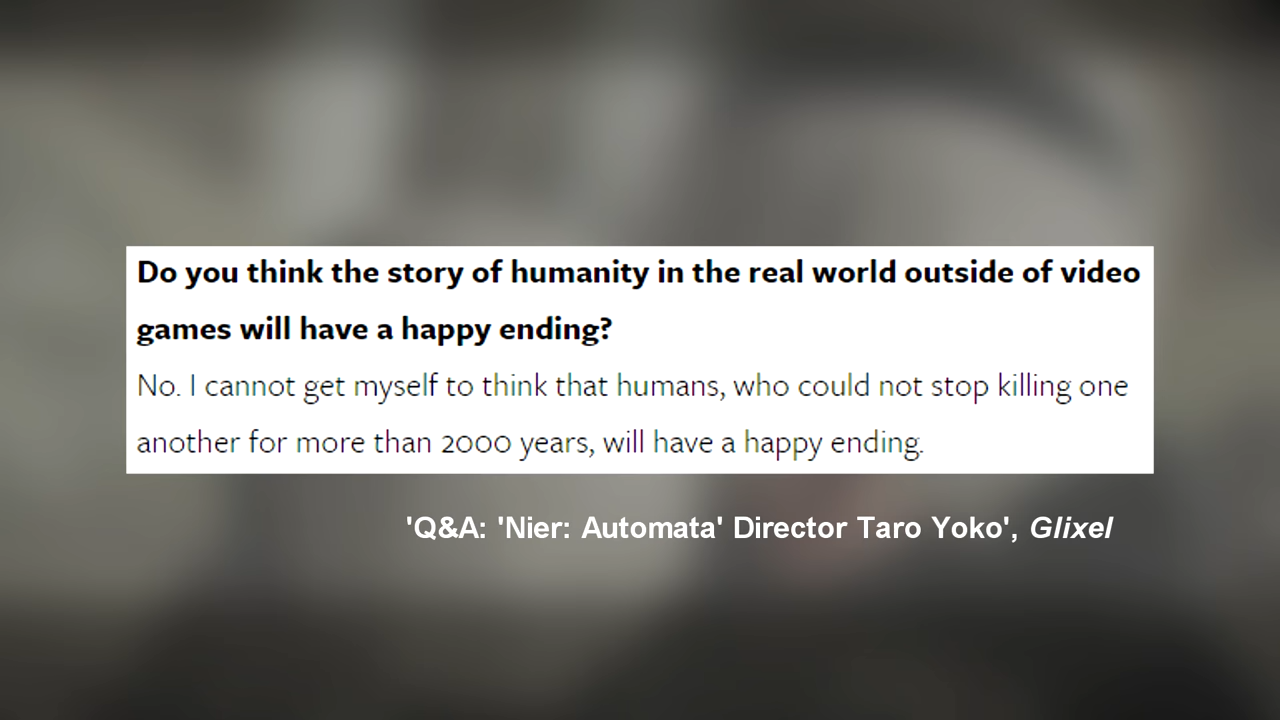 Do you think the story of humanity in the real world outside of video
games will have a happy ending?
No. I cannot get myself to think that humans, who could not stop killing one
another for more than 2000 years, will have a happy ending.
'Q&A: 'Nier: Automata' Director Taro Yoko', Glixel